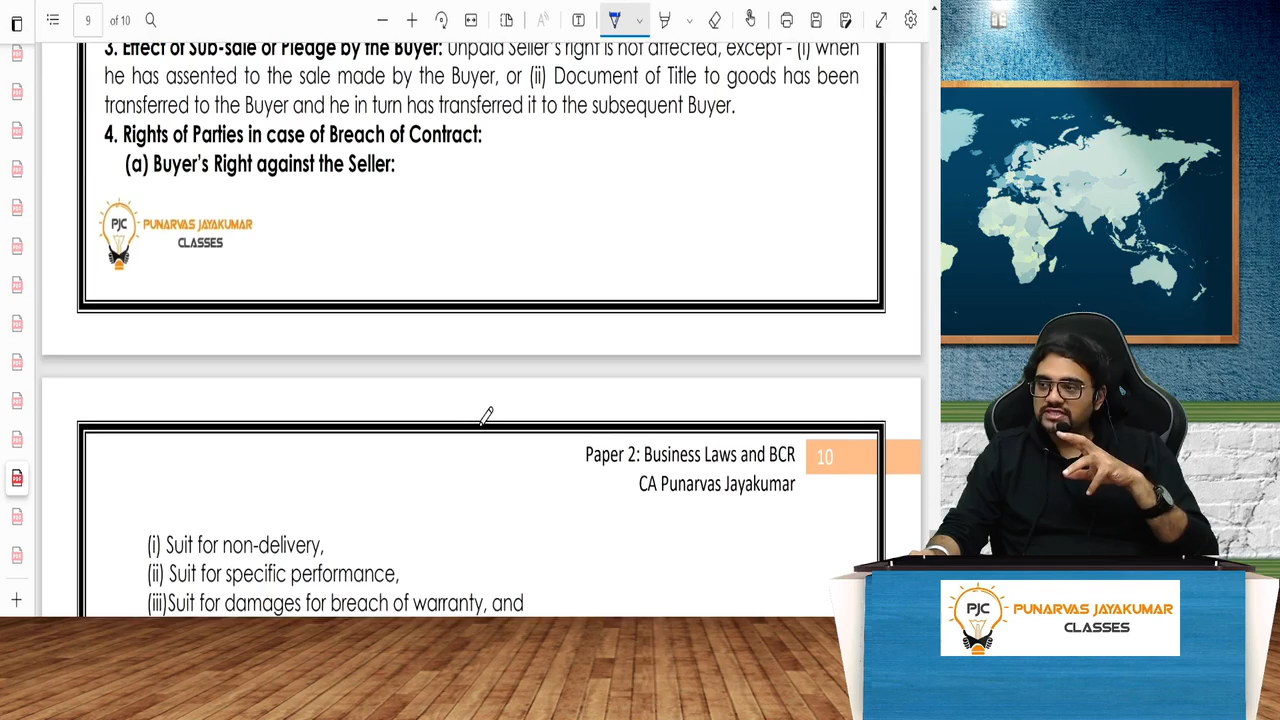 9 of 10
3. Effect of Sub-sale or Pledge by the Buyer: Unpaid Seller's right is not affected, except - (i) when
he has assented to the sale made by the Buyer, or (ii) Document of Title to goods has been
transferred to the Buyer and he in turn has transferred it to the subsequent Buyer.
4. Rights of Parties in case of Breach of Contract:
(a) Buyer's Right against the Seller:
PJC PUNARVAS JAYAKUMAR
CLASSES
Paper 2: Business Laws and BCR 10
CA Punarvas Jayakumar
(i) Suit for non-delivery,
(ii) Suit for specific performance,
(iii)Suit for damages for breach of warranty, and
PJC PUNARVAS JAYAKUMAR
CLASSES